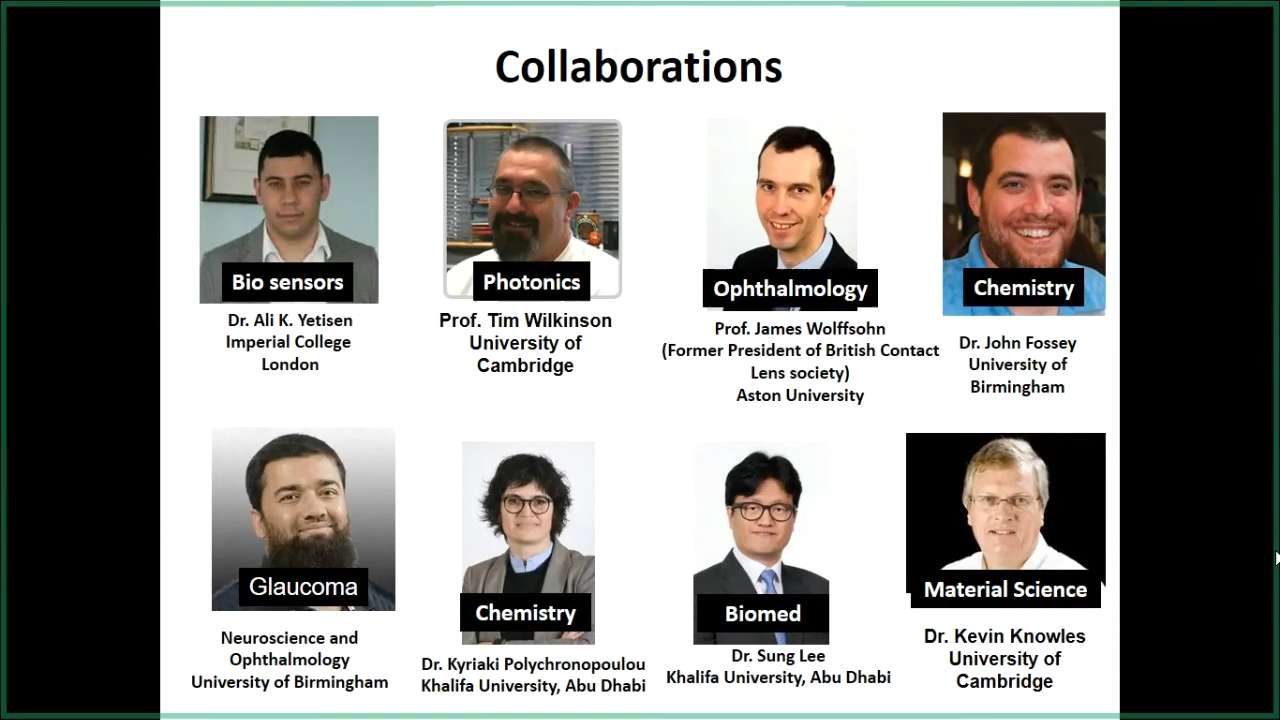 Collaborations
Bio sensors
Dr. Ali K. Yetisen
Imperial College
London
Photonics
Prof. Tim Wilkinson
University of
Cambridge
Ophthalmology
Prof. James Wolffsohn
(Former President of British Contact
Lens society)
Aston University
Chemistry
Dr. John Fossey
University of
Birmingham
Glaucoma
Neuroscience and
Ophthalmology
University of Birmingham
Chemistry
Dr. Kyriaki Polychronopoulou
Khalifa University, Abu Dhabi
Biomed
Dr. Sung Lee
Khalifa University, Abu Dhabi
Material Science
Dr. Kevin Knowles
University of
Cambridge